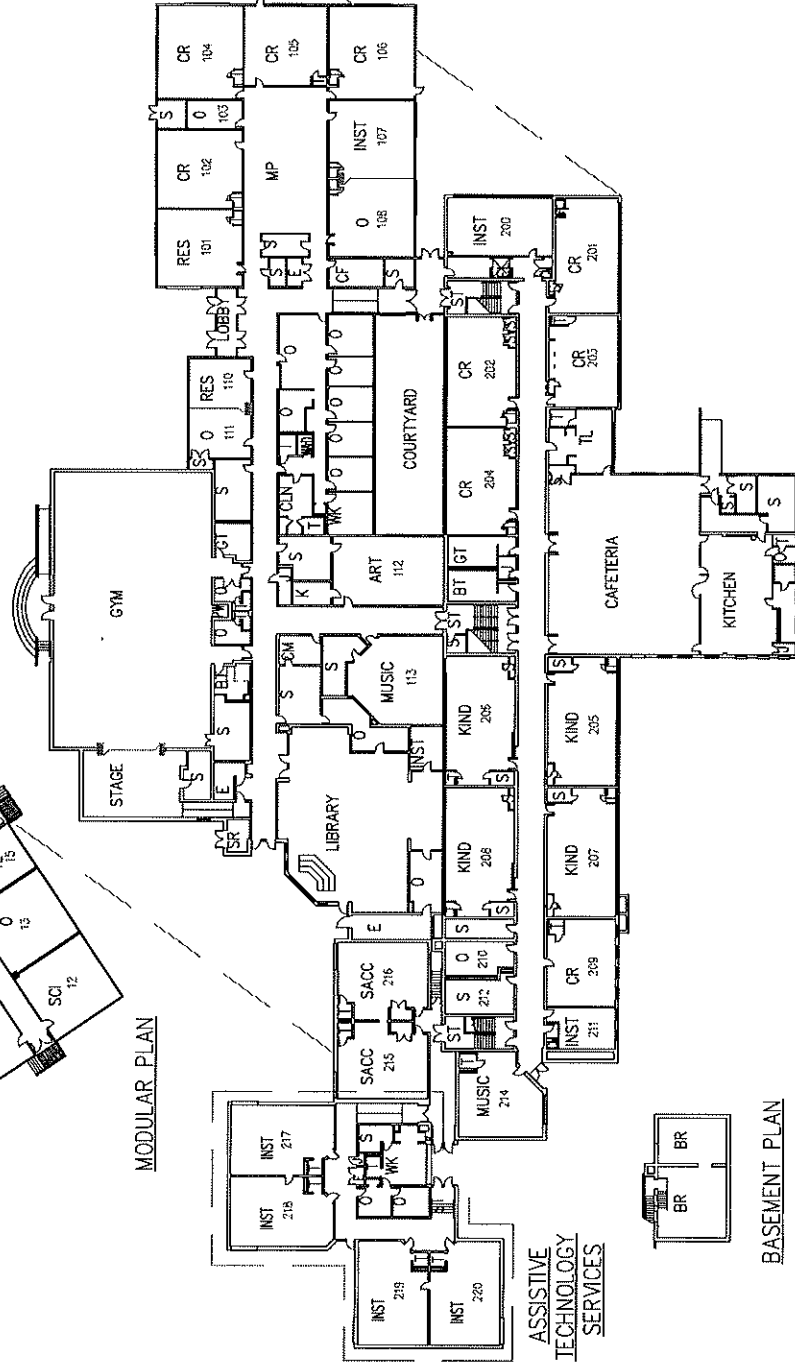 CR
104
CR
105
CR
106
S
O
103
CR
102
MP
INST
107
RES
101
O
108
S
S
E
CF
S
LOBBY
INST
200
CR
201
ST
RES
110
O
111
S
S
O
O
O
O
O
O
O
COURTYARD
CR
202
CR
203
CR
204
T
TL
GYM
GT
CLN
T
WK
S
K
ART
112
GT
BT
CAFETERIA
S
S
S
KITCHEN
O
O
BT
S
CM
S
S
MUSIC
113
ST
S
KIND
206
S
KIND
205
STAGE
S
E
SR
LIBRARY
O
INST
T
S
KIND
208
S
S
KIND
207
O
E
S
O
210
S
212
CR
209
INST
211
15
O
13
SCI
12
MODULAR PLAN
SACC
216
SACC
215
ST
T
MUSIC
214
INST
217
INST
218
S
T
WK
O
O
INST
219
INST
220
ASSISTIVE
TECHNOLOGY
SERVICES
BR
BR
BASEMENT PLAN